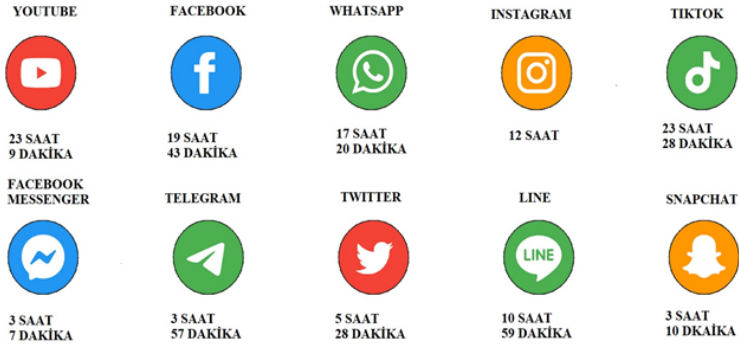 YOUTUBE
FACEBOOK
WHATSAPP
INSTAGRAM
TIKTOK
23 SAAT
9 DAKİKA
19 SAAT
43 DAKİKA
17 SAAT
20 DAKİKA
12 SAAT
23 SAAT
28 DAKİKA
FACEBOOK
MESSENGER
TELEGRAM
TWITTER
LINE
SNAPCHAT
LINE
3 SAAT
7 DAKİKA
3 SAAT
57 DAKİKA
5 SAAT
28 DAKİKA
10 SAAT
59 DAKİKA
3 SAAT
10 DKAİKA